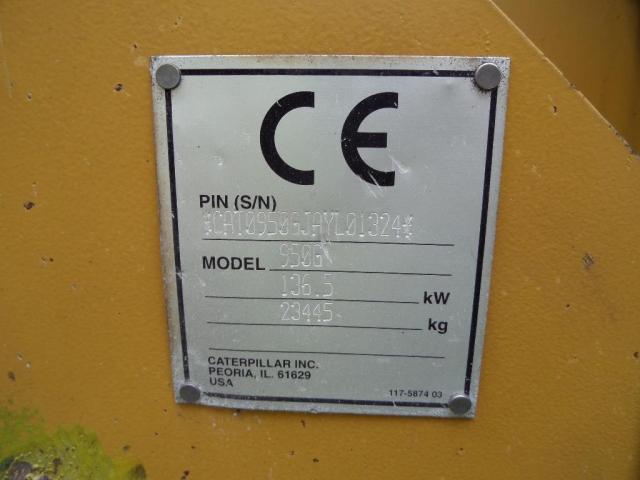 CE
PIN (S/N)
*CAT0950GJAYL01324*
MODEL 950G
136.5 kW
23445 kg
CATERPILLAR INC.
PEORIA, IL. 61629
USA
117-5874 03